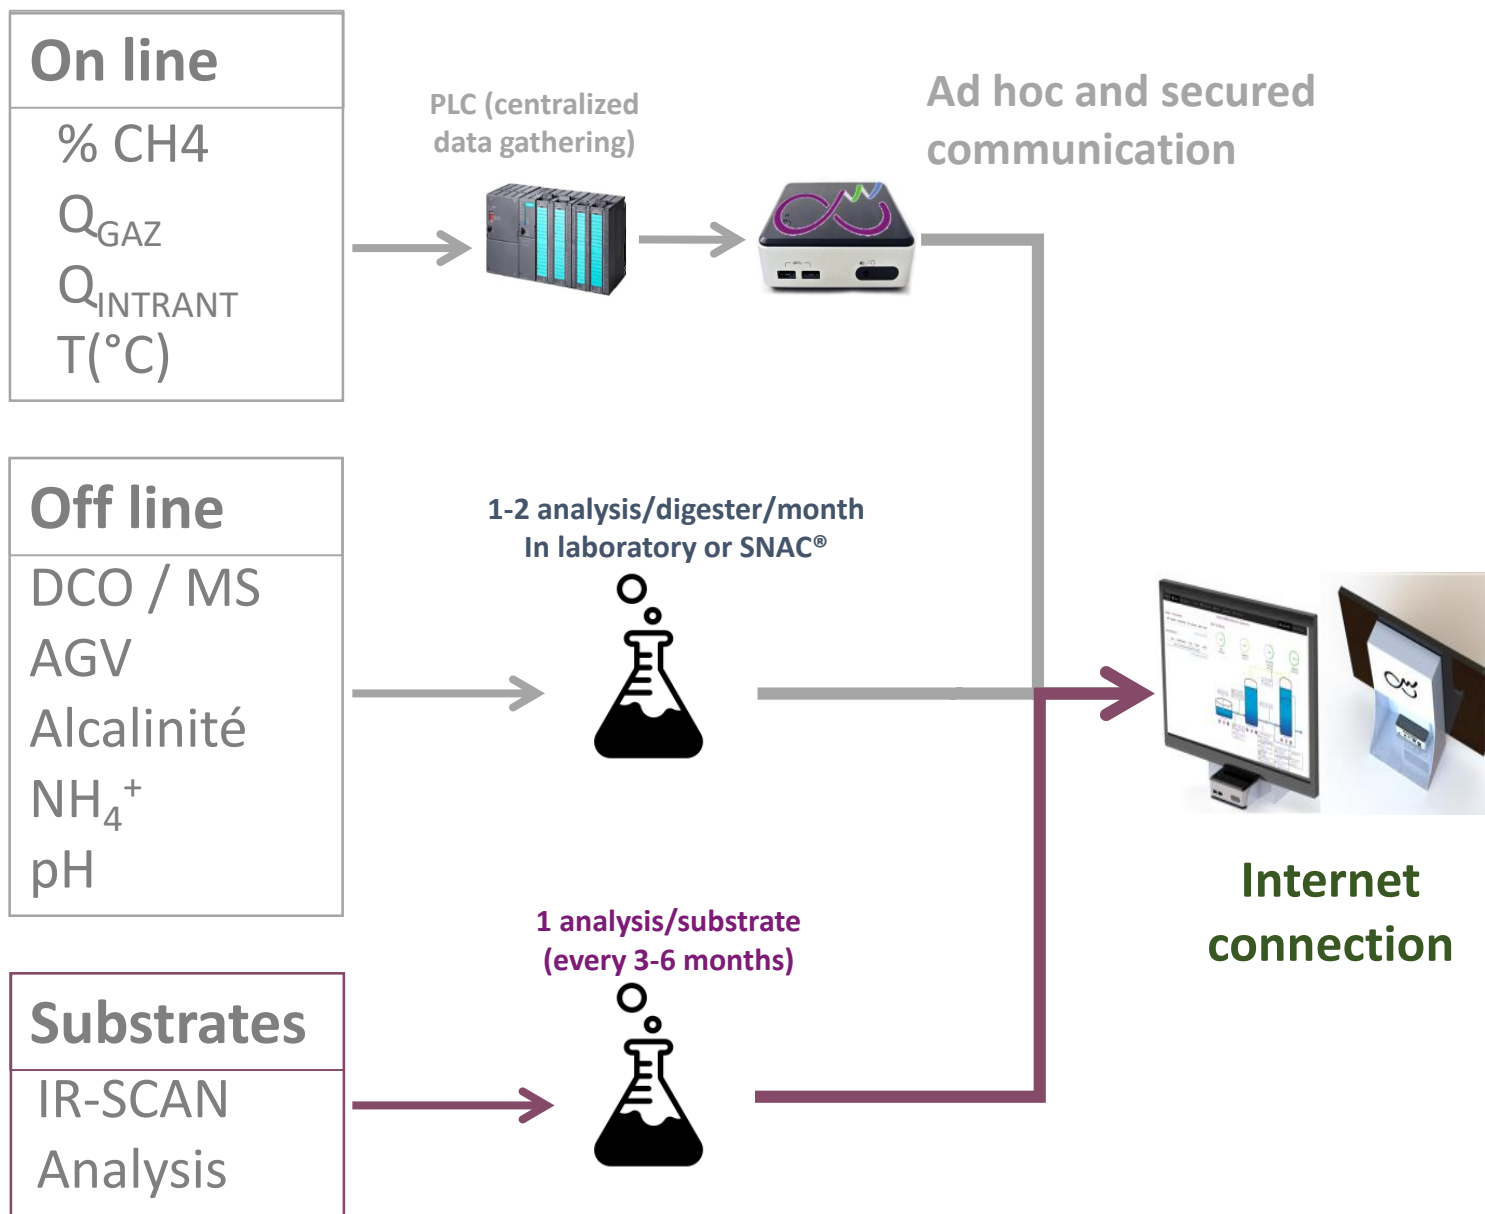 On line
% CH4
Q_GAZ
Q_INTRANT
T(°C)
PLC (centralized
data gathering)
Ad hoc and secured
communication
Off line
DCO / MS
AGV
Alcalinité
NH₄⁺
pH
1-2 analysis/digester/month
In laboratory or SNAC®
Substrates
IR-SCAN
Analysis
1 analysis/substrate
(every 3-6 months)
Internet
connection